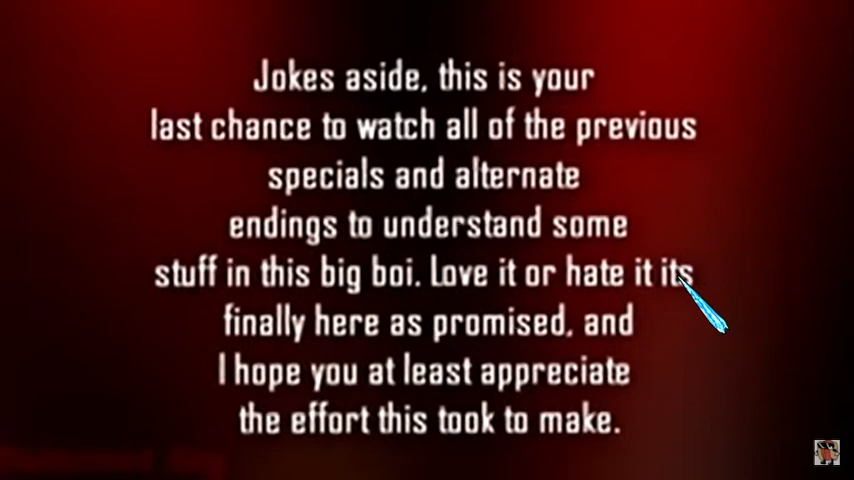 Jokes aside, this is your
last chance to watch all of the previous
specials and alternate
endings to understand some
stuff in this big boi. Love it or hate it its
finally here as promised, and
I hope you at least appreciate
the effort this took to make.